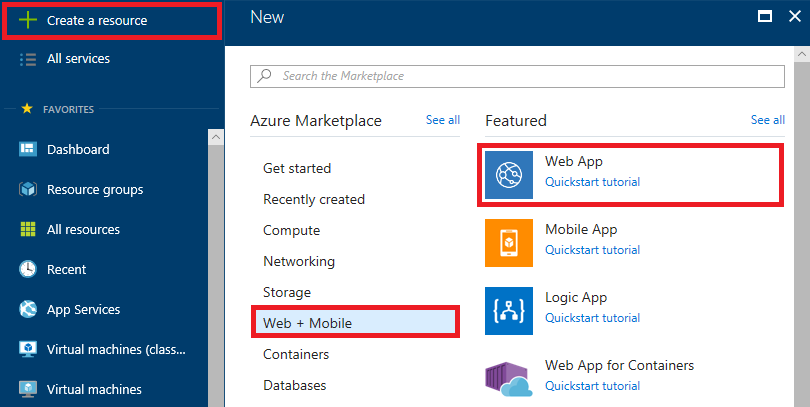 Create a resource
All services
FAVORITES
Dashboard
Resource groups
All resources
Recent
App Services
Virtual machines (class...
Virtual machines
New
Search the Marketplace
Azure Marketplace
See all
Get started
Recently created
Compute
Networking
Storage
Web + Mobile
Containers
Databases
Featured
See all
Web App
Quickstart tutorial
Mobile App
Quickstart tutorial
Logic App
Quickstart tutorial
Web App for Containers
Quickstart tutorial